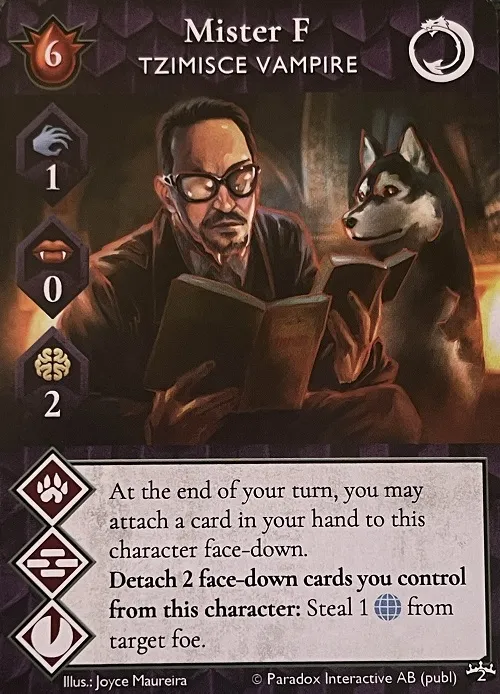 Mister F
6
TZIMISCE VAMPIRE
1
0
2
At the end of your turn, you may
attach a card in your hand to this
character face-down.
Detach 2 face-down cards you control
from this character: Steal 1 from
target foe.
Illus.: Joyce Maureira
© Paradox Interactive AB (publ)
2